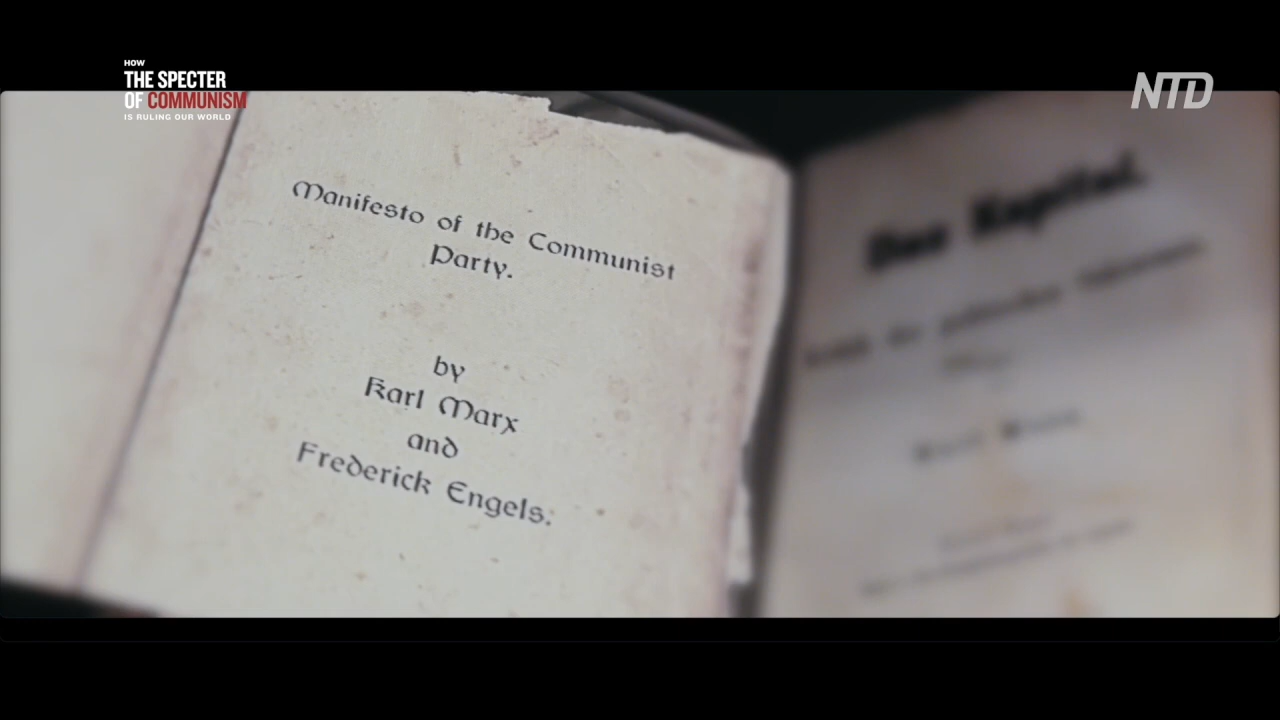 HOW
THE SPECTER
OF COMMUNISM
IS RULING OUR WORLD
NTD
Manifesto of the Communist
Party.
by
Karl Marx
and
Frederick Engels.
Das Kapital.